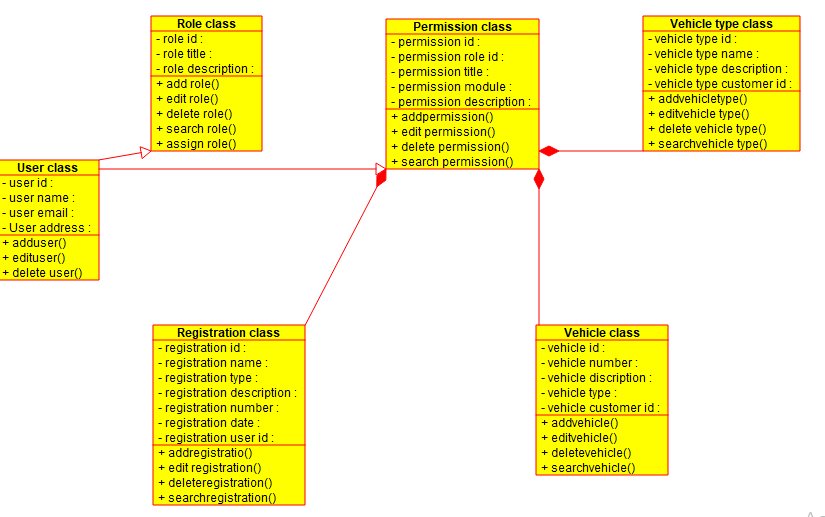 Role class
- role id :
- role title :
- role description :
+ add role()
+ edit role()
+ delete role()
+ search role()
+ assign role()
Permission class
- permission id :
- permission role id :
- permission title :
- permission module :
- permission description :
+ addpermission()
+ edit permission()
+ delete permission()
+ search permission()
Vehicle type class
- vehicle type id :
- vehicle type name :
- vehicle type description :
- vehicle type customer id :
+ addvehicletype()
+ editvehicle type()
+ delete vehicle type()
+ searchvehicle type()
User class
- user id :
- user name :
- user email :
- User address :
+ adduser()
+ edituser()
+ delete user()
Registration class
- registration id :
- registration name :
- registration type :
- registration description :
- registration number :
- registration date :
- registration user id :
+ addregistratio()
+ edit registration()
+ deleteregistration()
+ searchregistration()
Vehicle class
- vehicle id :
- vehicle number :
- vehicle discription :
- vehicle type :
- vehicle customer id :
+ addvehicle()
+ editvehicle()
+ deletevehicle()
+ searchvehicle()